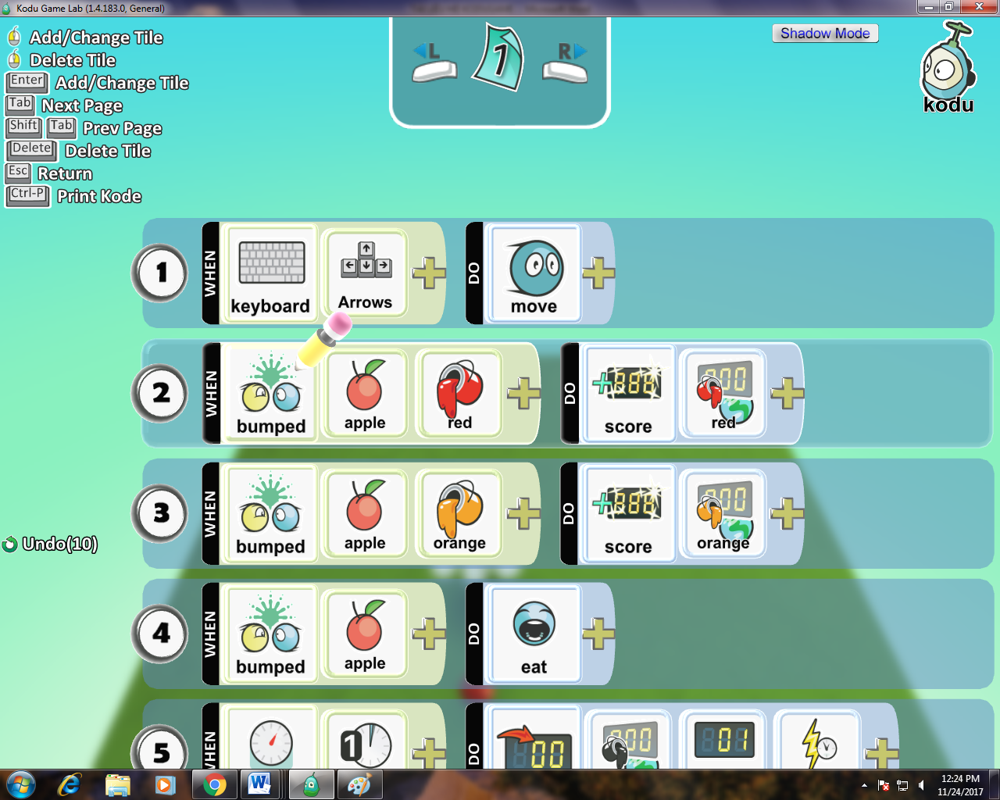 Kodu Game Lab (1.4.183.0, General)
Add/Change Tile
Delete Tile
Enter Add/Change Tile
Tab Next Page
Shift Tab Prev Page
Delete Delete Tile
Esc Return
Ctrl-P Print Kode
L 1 R
Shadow Mode
kodu
1 WHEN keyboard Arrows DO move
2 WHEN bumped apple red DO score red
3 WHEN bumped apple orange DO score orange
Undo(10)
4 WHEN bumped apple DO eat
5 WHEN 1 DO 00 00 01
12:24 PM
11/24/2017